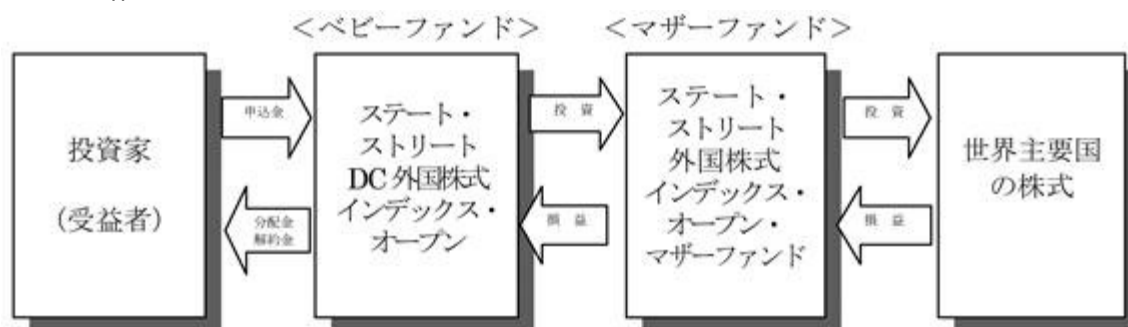 ＜ベビーファンド＞
＜マザーファンド＞
投資家
(受益者)
申込金
分配金
解約金
ステート・
ストリート
DC外国株式
インデックス・
オープン
投 資
損 益
ステート・
ストリート
外国株式
インデックス・
オープン・
マザーファンド
投 資
損 益
世界主要国
の株式